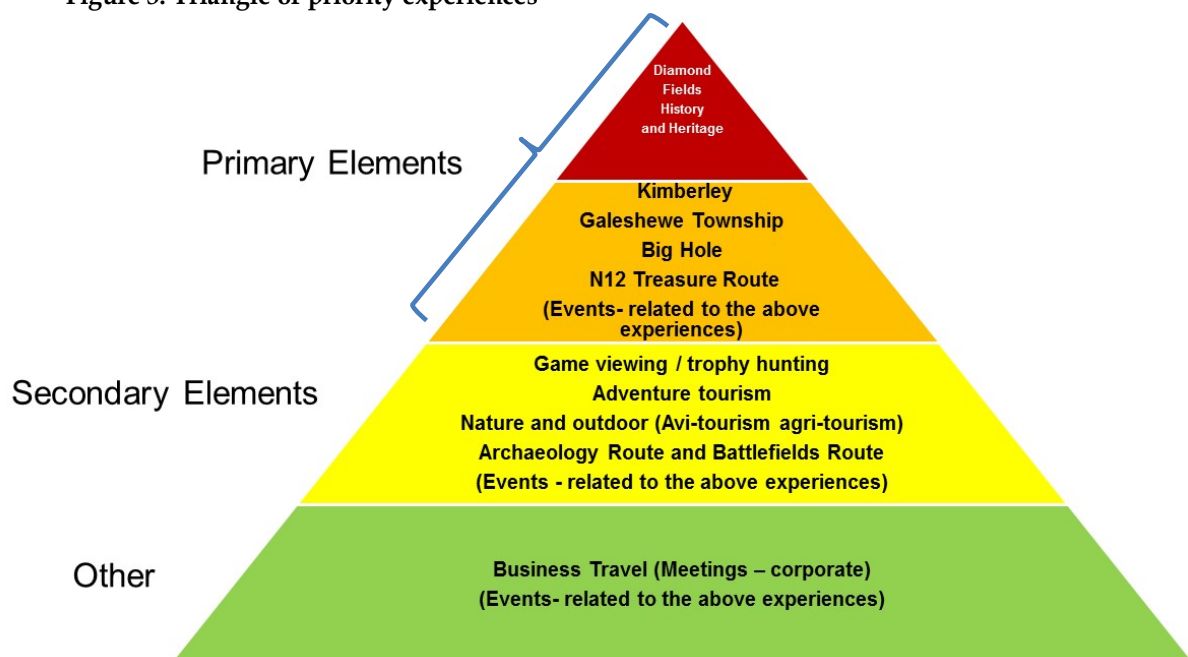 Figure 3: Triangle of priority experiences
Diamond
Fields
History
and Heritage
Primary Elements
Kimberley
Galeshewe Township
Big Hole
N12 Treasure Route
(Events- related to the above
experiences)
Secondary Elements
Game viewing / trophy hunting
Adventure tourism
Nature and outdoor (Avi-tourism agri-tourism)
Archaeology Route and Battlefields Route
(Events - related to the above experiences)
Other
Business Travel (Meetings – corporate)
(Events- related to the above experiences)